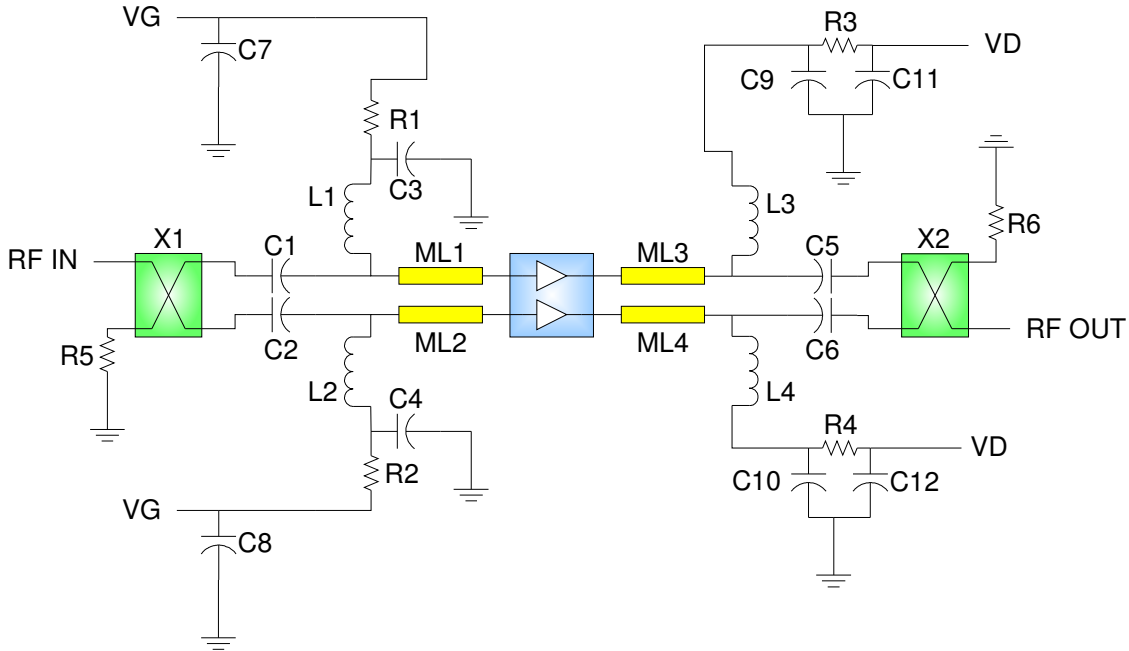 VG
C7
R1
C3
L1
R3
VD
C9
C11
L3
R6
RF IN
X1
C1
ML1
ML3
C5
X2
R5
C2
ML2
ML4
C6
RF OUT
L2
C4
L4
R2
R4
VD
C10
C12
VG
C8